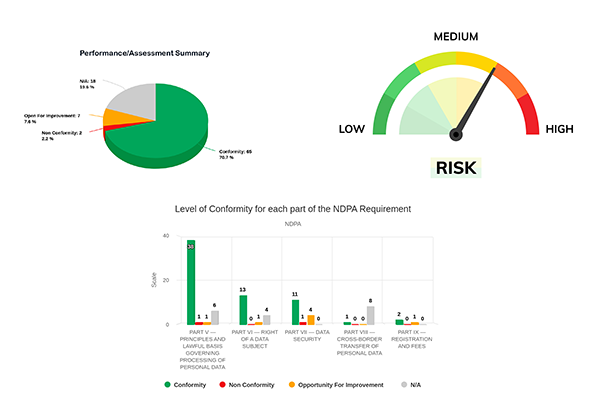 Performance/Assessment Summary
N/A: 18
19.6 %
Open For Improvement: 7
7.6 %
Non Conformity: 2
2.2 %
Conformity: 65
70.7 %
MEDIUM
LOW
HIGH
RISK
Level of Conformity for each part of the NDPA Requirement
NDPA
Scale
40
20
0
38
1
1
6
13
0
1
4
11
1
4
0
1
0
0
8
2
0
1
0
PART V —
PRINCIPLES AND
LAWFUL BASIS
GOVERNING
PROCESSING OF
PERSONAL DATA
PART VI — RIGHT
OF A DATA
SUBJECT
PART VII — DATA
SECURITY
PART VIII —
CROSS-BORDER
TRANSFER OF
PERSONAL DATA
PART IX —
REGISTRATION
AND FEES
Conformity
Non Conformity
Opportunity For Improvement
N/A